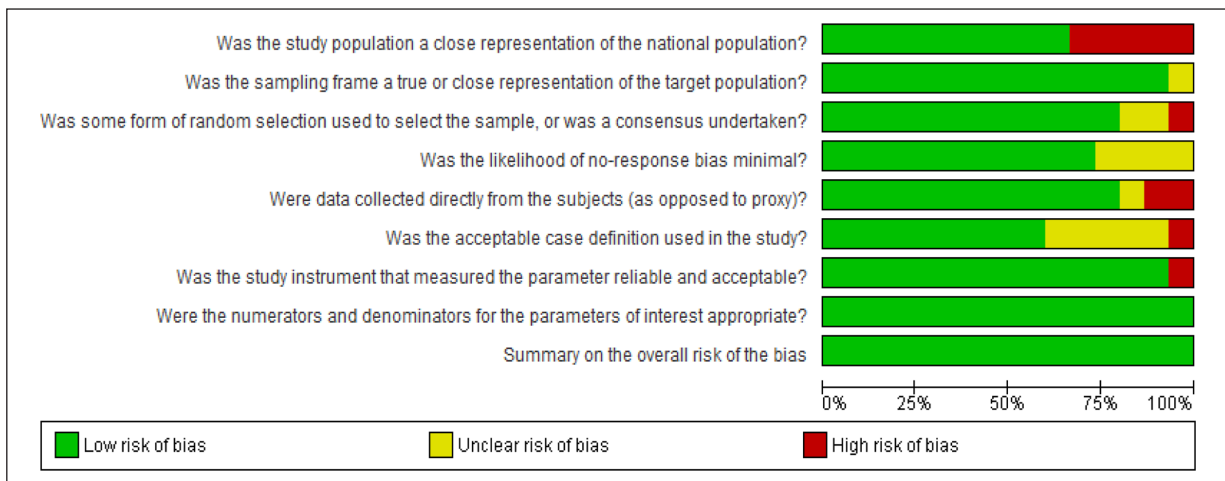 Was the study population a close representation of the national population?
Was the sampling frame a true or close representation of the target population?
Was some form of random selection used to select the sample, or was a consensus undertaken?
Was the likelihood of no-response bias minimal?
Were data collected directly from the subjects (as opposed to proxy)?
Was the acceptable case definition used in the study?
Was the study instrument that measured the parameter reliable and acceptable?
Were the numerators and denominators for the parameters of interest appropriate?
Summary on the overall risk of the bias
0% 25% 50% 75% 100%
Low risk of bias Unclear risk of bias High risk of bias